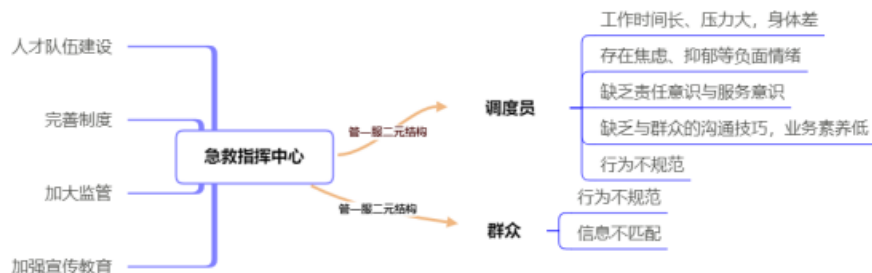 人才队伍建设
完善制度
加大监管
加强宣传教育
急救指挥中心
管—服二元结构
管—服二元结构
调度员
工作时间长、压力大，身体差
存在焦虑、抑郁等负面情绪
缺乏责任意识与服务意识
缺乏与群众的沟通技巧，业务素养低
行为不规范
群众
行为不规范
信息不匹配